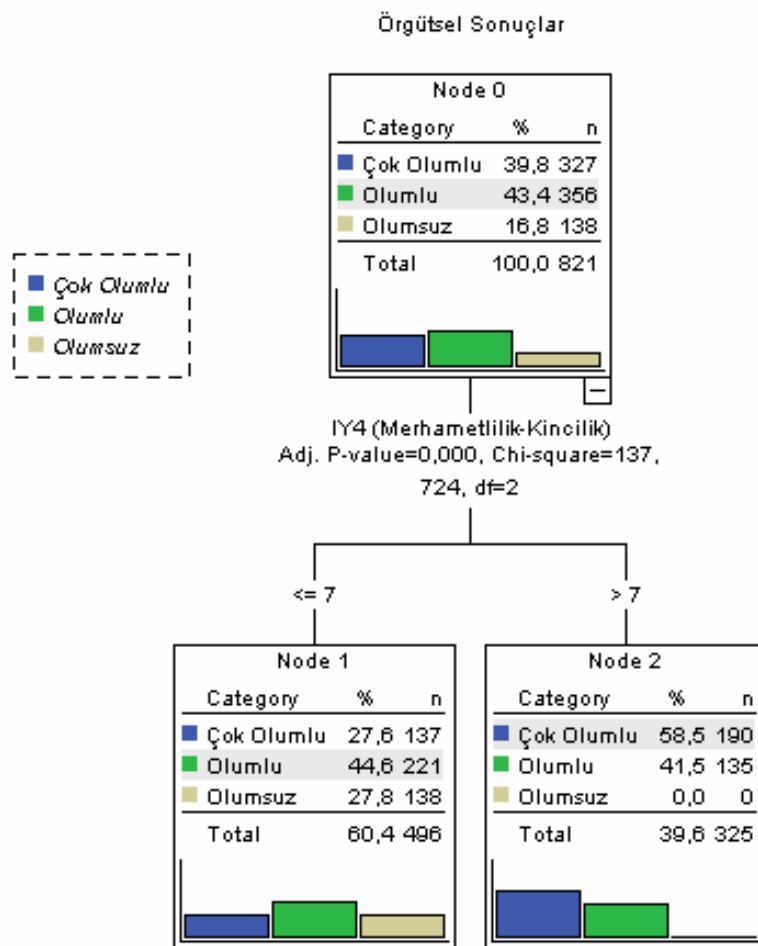 Örgütsel Sonuçlar
Node 0
Category % n
Çok Olumlu 39,8 327
Olumlu 43,4 356
Olumsuz 16,8 138
Total 100,0 821
Çok Olumlu
Olumlu
Olumsuz
IY4 (Merhametlilik-Kincilik)
Adj. P-value=0,000, Chi-square=137,
724, df=2
<= 7
> 7
Node 1
Category % n
Çok Olumlu 27,6 137
Olumlu 44,6 221
Olumsuz 27,8 138
Total 60,4 496
Node 2
Category % n
Çok Olumlu 58,5 190
Olumlu 41,5 135
Olumsuz 0,0 0
Total 39,6 325